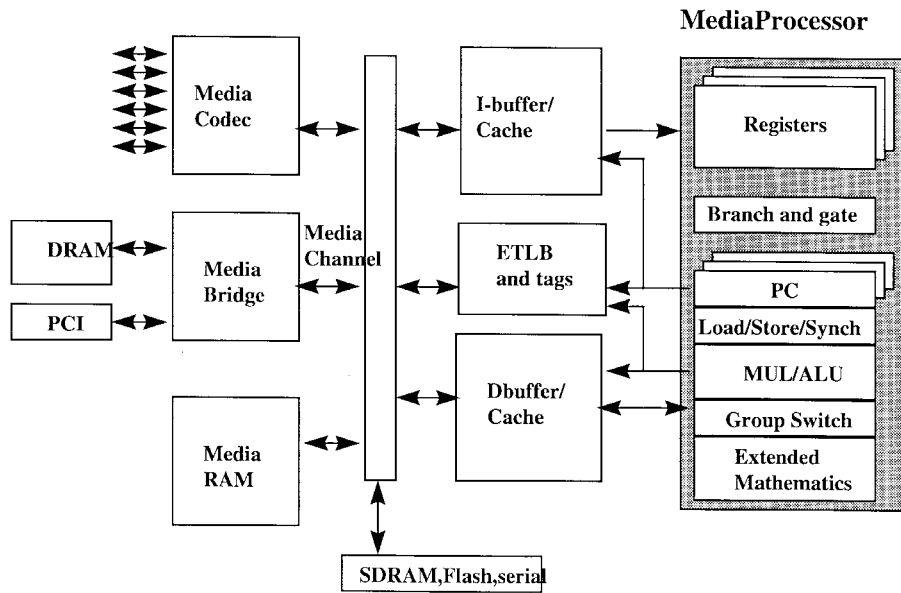 MediaProcessor
Media
Codec
I-buffer/
Cache
Registers
Branch and gate
DRAM
Media
Bridge
Media
Channel
ETLB
and tags
PC
PCI
Load/Store/Synch
MUL/ALU
Dbuffer/
Cache
Group Switch
Media
RAM
Extended
Mathematics
SDRAM,Flash,serial